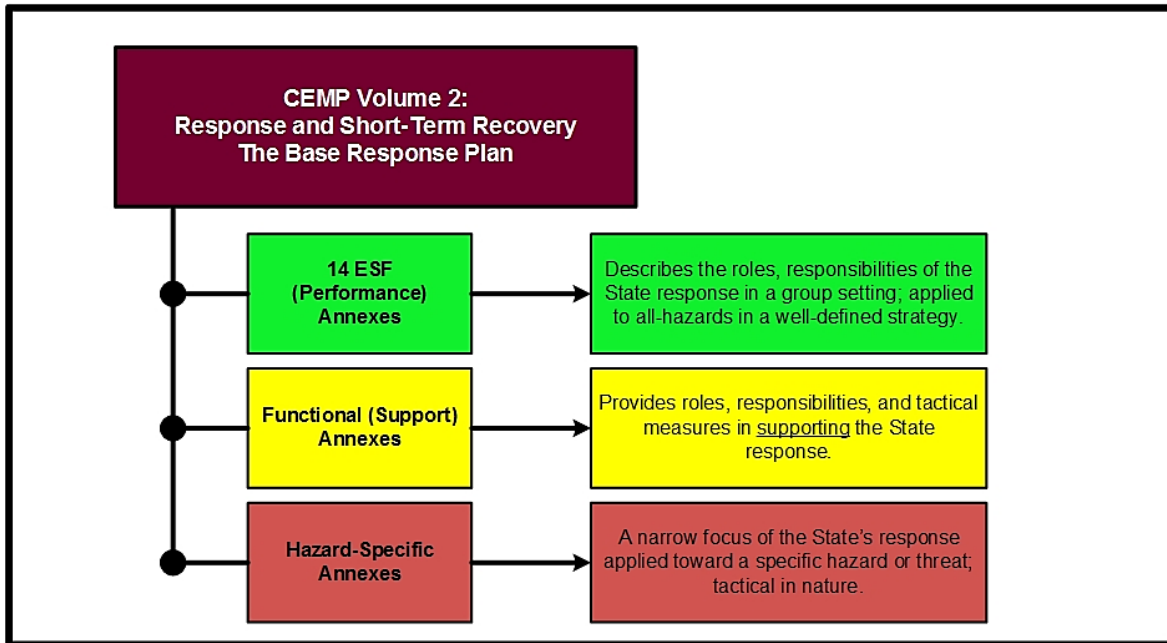 CEMP Volume 2:
Response and Short-Term Recovery
The Base Response Plan
14 ESF
(Performance)
Annexes
Describes the roles, responsibilities of the
State response in a group setting; applied
to all-hazards in a well-defined strategy.
Functional (Support)
Annexes
Provides roles, responsibilities, and tactical
measures in supporting the State
response.
Hazard-Specific
Annexes
A narrow focus of the State's response
applied toward a specific hazard or threat;
tactical in nature.